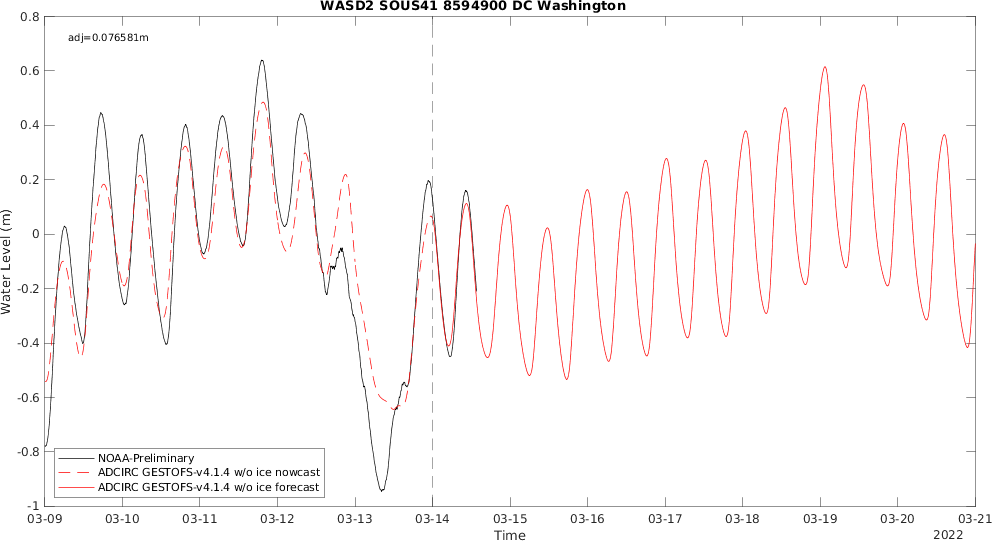 WASD2 SOUS41 8594900 DC Washington
adj=0.076581m
0.8
0.6
0.4
0.2
0
-0.2
-0.4
-0.6
-0.8
-1
Water Level (m)
NOAA-Preliminary
ADCIRC GESTOFS-v4.1.4 w/o ice nowcast
ADCIRC GESTOFS-v4.1.4 w/o ice forecast
03-09 03-10 03-11 03-12 03-13 03-14 03-15 03-16 03-17 03-18 03-19 03-20 03-21
Time
2022